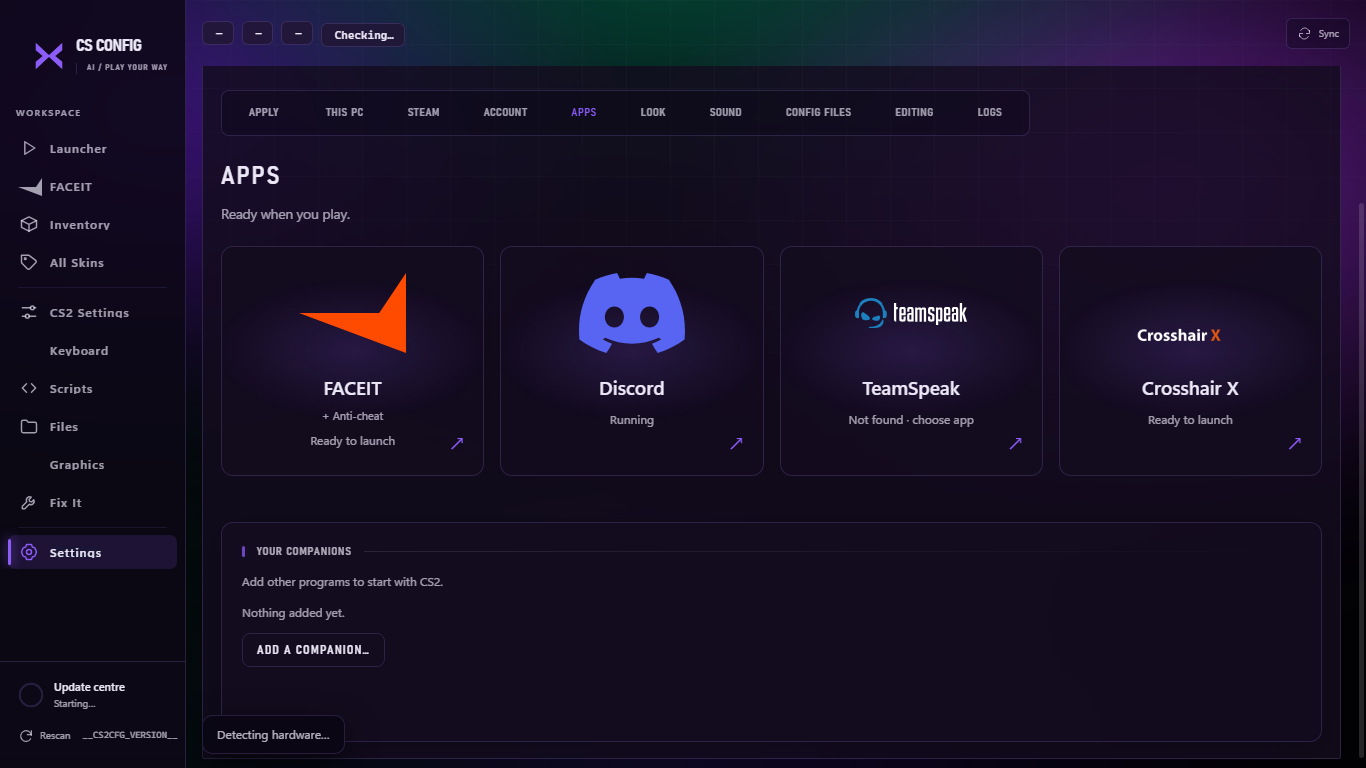 CS CONFIG
AI / PLAY YOUR WAY
WORKSPACE
Launcher
FACEIT
Inventory
All Skins
CS2 Settings
Keyboard
Scripts
Files
Graphics
Fix It
Settings
Update centre
Starting...
Rescan __CS2CFG_VERSION__
– – – Checking…
Sync
APPLY THIS PC STEAM ACCOUNT APPS LOOK SOUND CONFIG FILES EDITING LOGS
APPS
Ready when you play.
FACEIT
+ Anti-cheat
Ready to launch
Discord
Running
teamspeak
TeamSpeak
Not found · choose app
Crosshair X
Crosshair X
Ready to launch
YOUR COMPANIONS
Add other programs to start with CS2.
Nothing added yet.
ADD A COMPANION…
Detecting hardware...